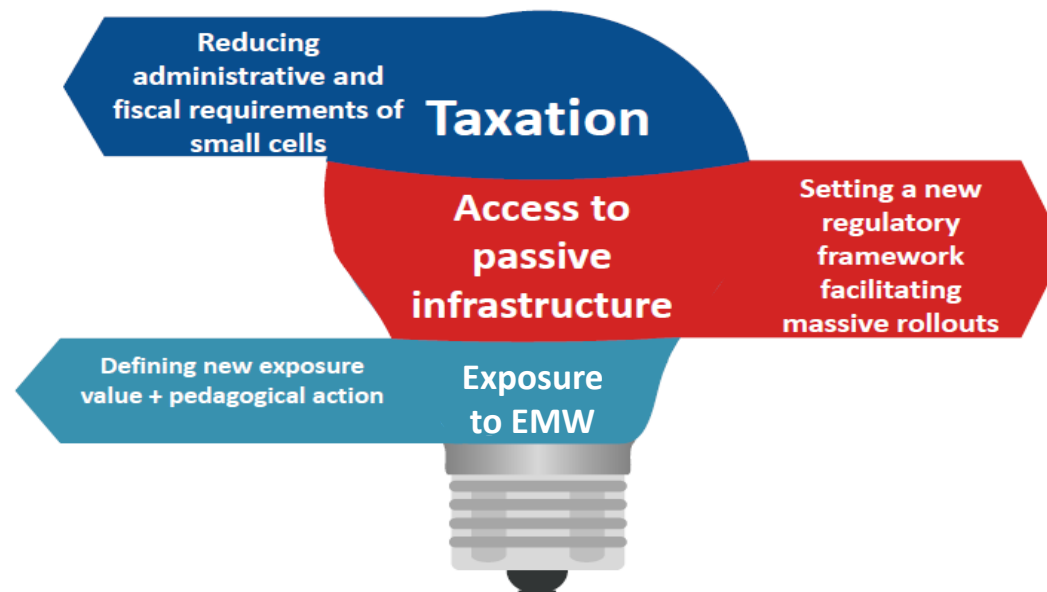 Reducing
administrative and
fiscal requirements of
small cells
Taxation
Access to
passive
infrastructure
Setting a new
regulatory
framework
facilitating
massive rollouts
Defining new exposure
value + pedagogical action
Exposure
to EMW